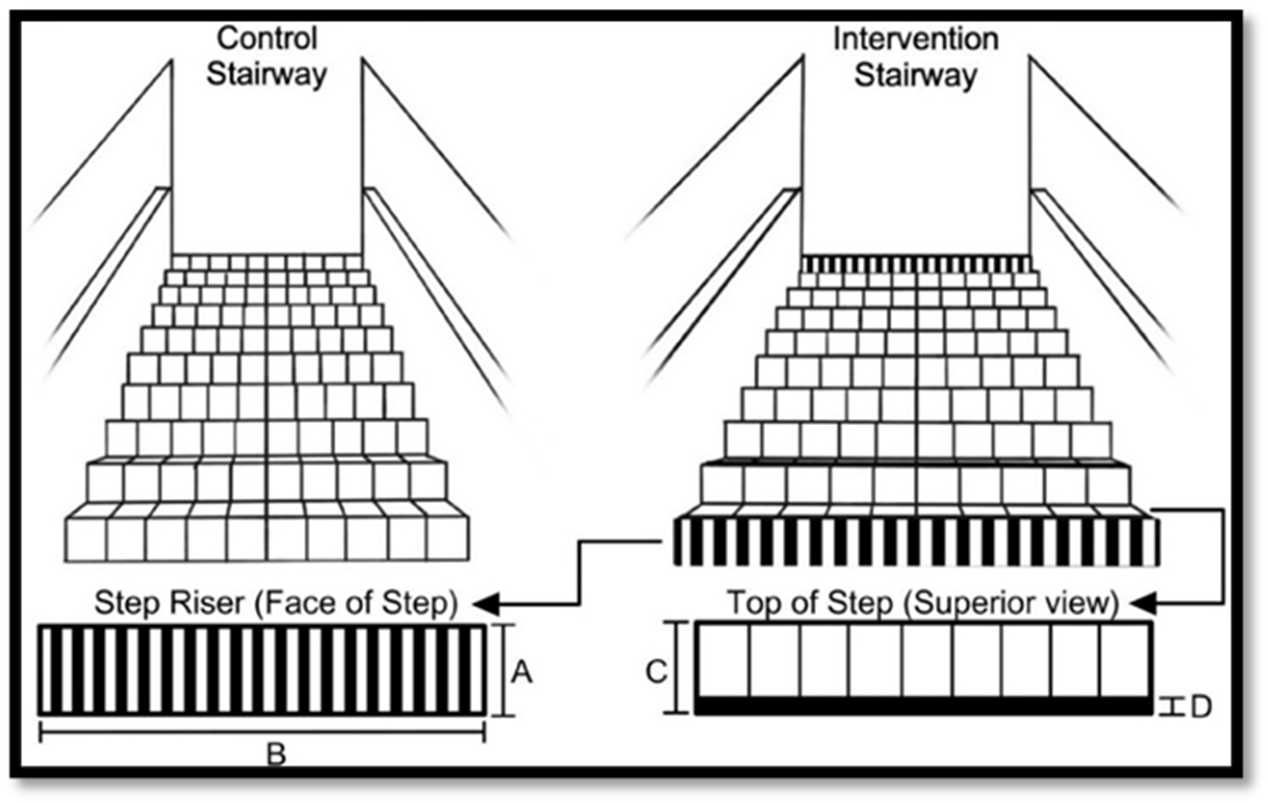 Control
Stairway
Intervention
Stairway
Step Riser (Face of Step)
Top of Step (Superior view)
A
B
C
D